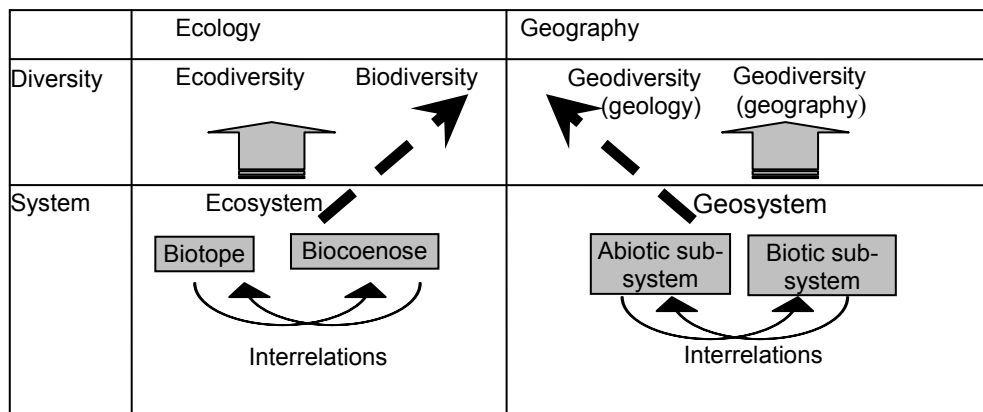 Ecology
Geography
Diversity
Ecodiversity
Biodiversity
Geodiversity
(geology)
Geodiversity
(geography)
System
Ecosystem
Biotope
Biocoenose
Interrelations
Geosystem
Abiotic sub-
system
Biotic sub-
system
Interrelations